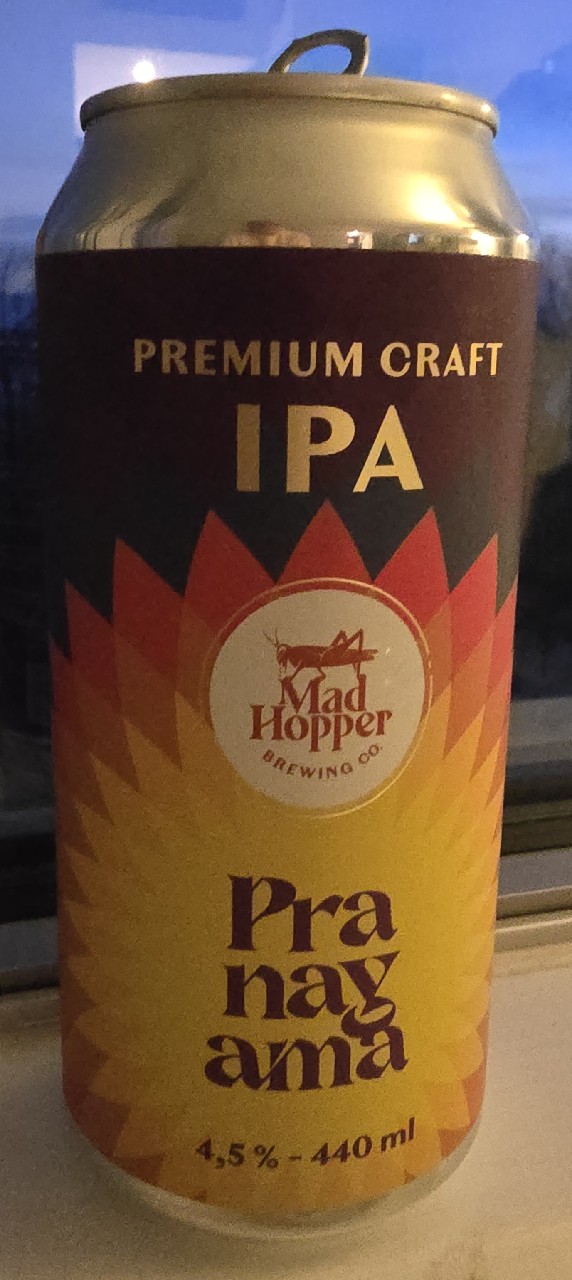 PREMIUM CRAFT
IPA
Mad
Hopper
BREWING CO.
Pra
nay
ama
4,5% - 440 ml